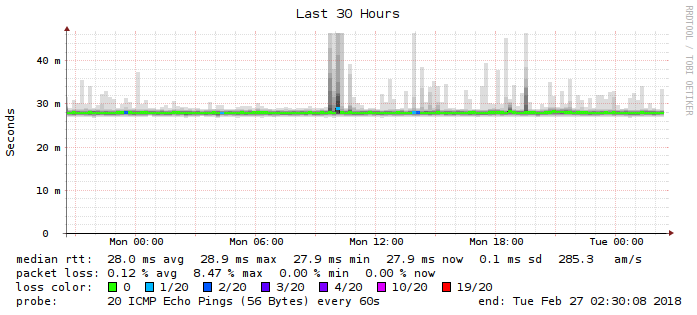 Last 30 Hours
RRDTOOL / TOBI OETIKER
Seconds
40 m
30 m
20 m
10 m
0
Mon 00:00 Mon 06:00 Mon 12:00 Mon 18:00 Tue 00:00
median rtt: 28.0 ms avg 28.9 ms max 27.9 ms min 27.9 ms now 0.1 ms sd 285.3 am/s
packet loss: 0.12 % avg 8.47 % max 0.00 % min 0.00 % now
loss color: 0 1/20 2/20 3/20 4/20 10/20 19/20
probe: 20 ICMP Echo Pings (56 Bytes) every 60s end: Tue Feb 27 02:30:08 2018